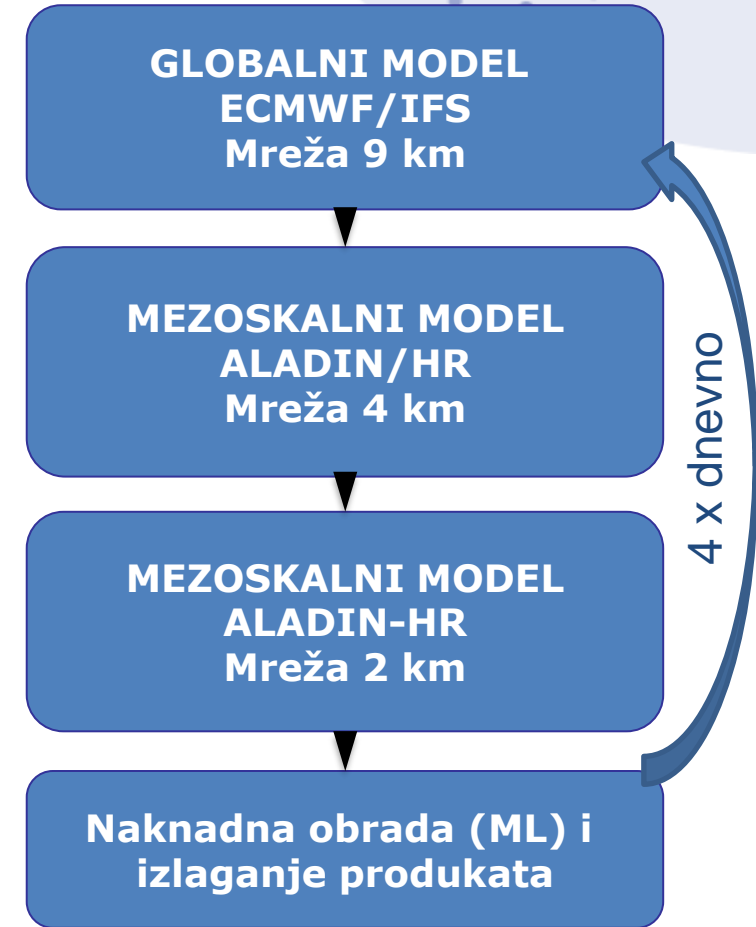 GLOBALNI MODEL
ECMWF/IFS
Mreža 9 km
MEZOSKALNI MODEL
ALADIN/HR
Mreža 4 km
MEZOSKALNI MODEL
ALADIN-HR
Mreža 2 km
Naknadna obrada (ML) i
izlaganje produkata
4 x dnevno